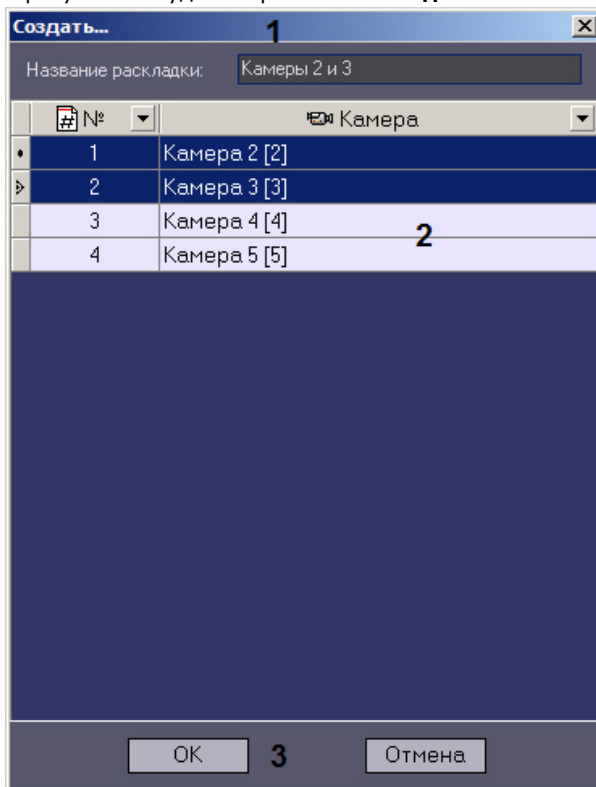 Создать... 1
Название раскладки: Камеры 2 и 3
№ Камера
1 Камера 2 [2]
2 Камера 3 [3]
3 Камера 4 [4]
2
4 Камера 5 [5]
OK 3 Отмена